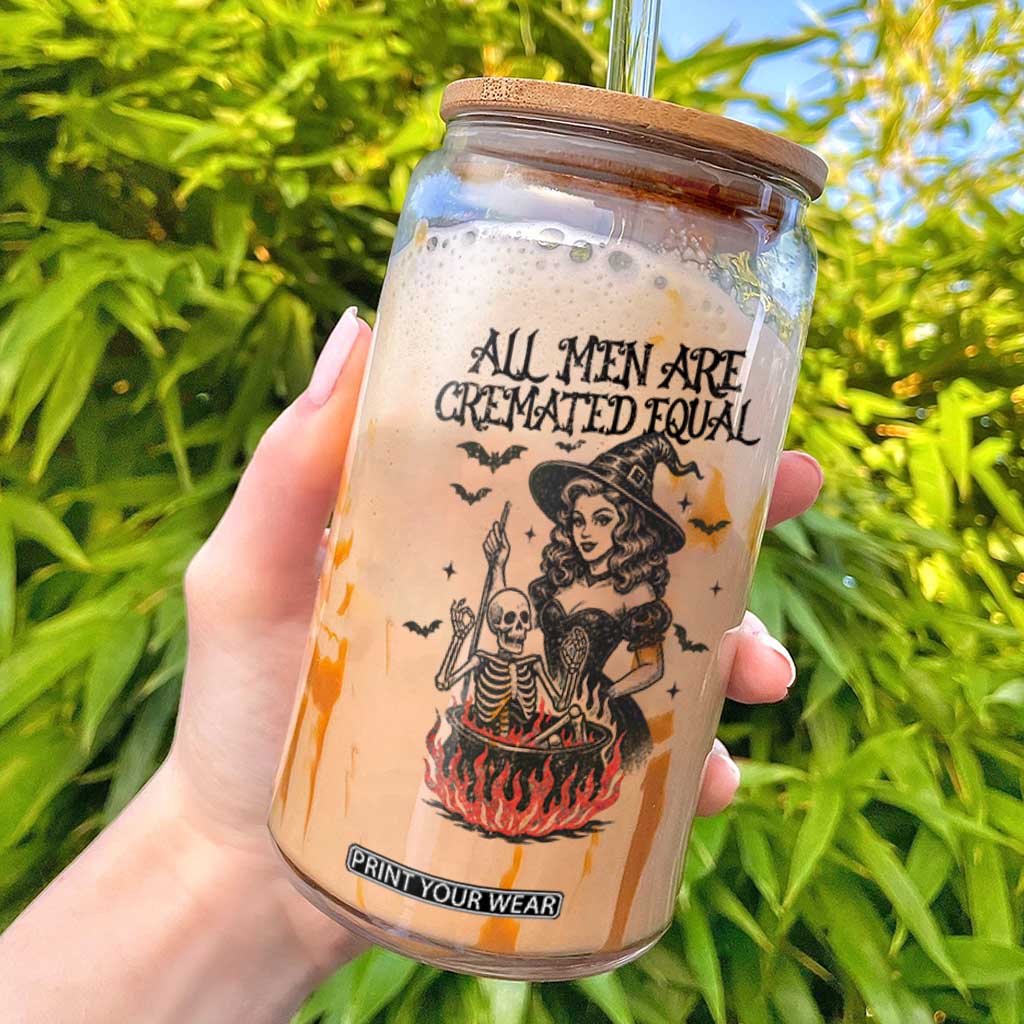 ALL MEN ARE
CREMATED EQUAL
PRINT YOUR WEAR